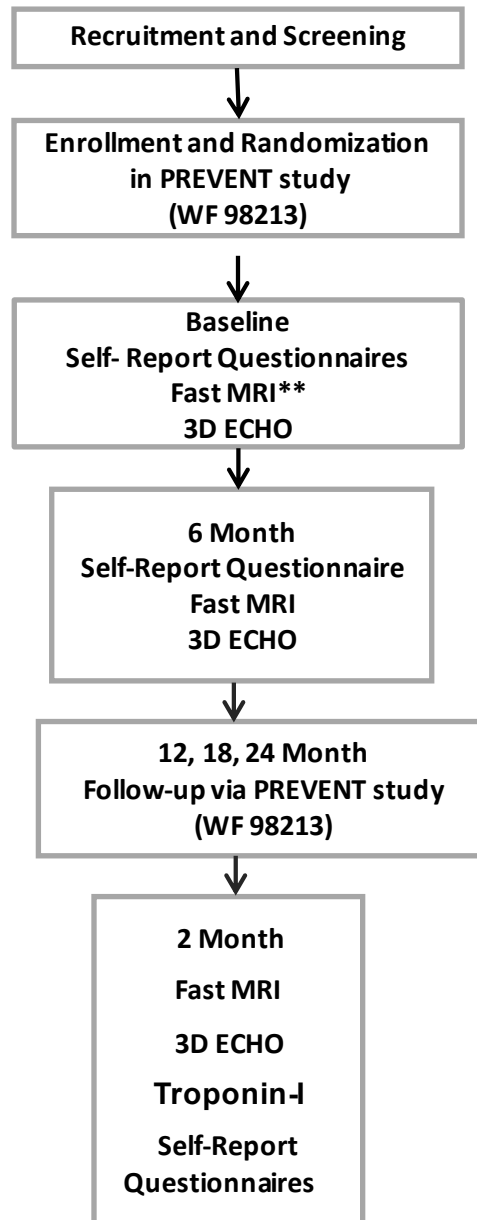 Recruitment and Screening
Enrollment and Randomization
in PREVENT study
(WF 98213)
Baseline
Self- Report Questionnaires
Fast MRI**
3D ECHO
6 Month
Self-Report Questionnaire
Fast MRI
3D ECHO
12, 18, 24 Month
Follow-up via PREVENT study
(WF 98213)
2 Month
Fast MRI
3D ECHO
Troponin-I
Self-Report
Questionnaires